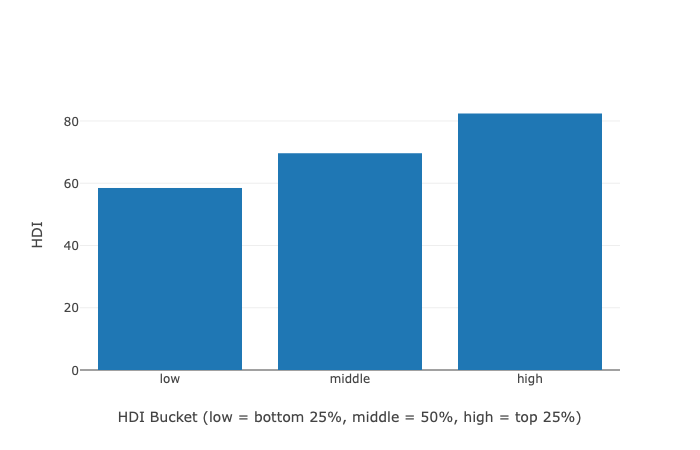 80
60
40
20
0
HDI
low middle high
HDI Bucket (low = bottom 25%, middle = 50%, high = top 25%)